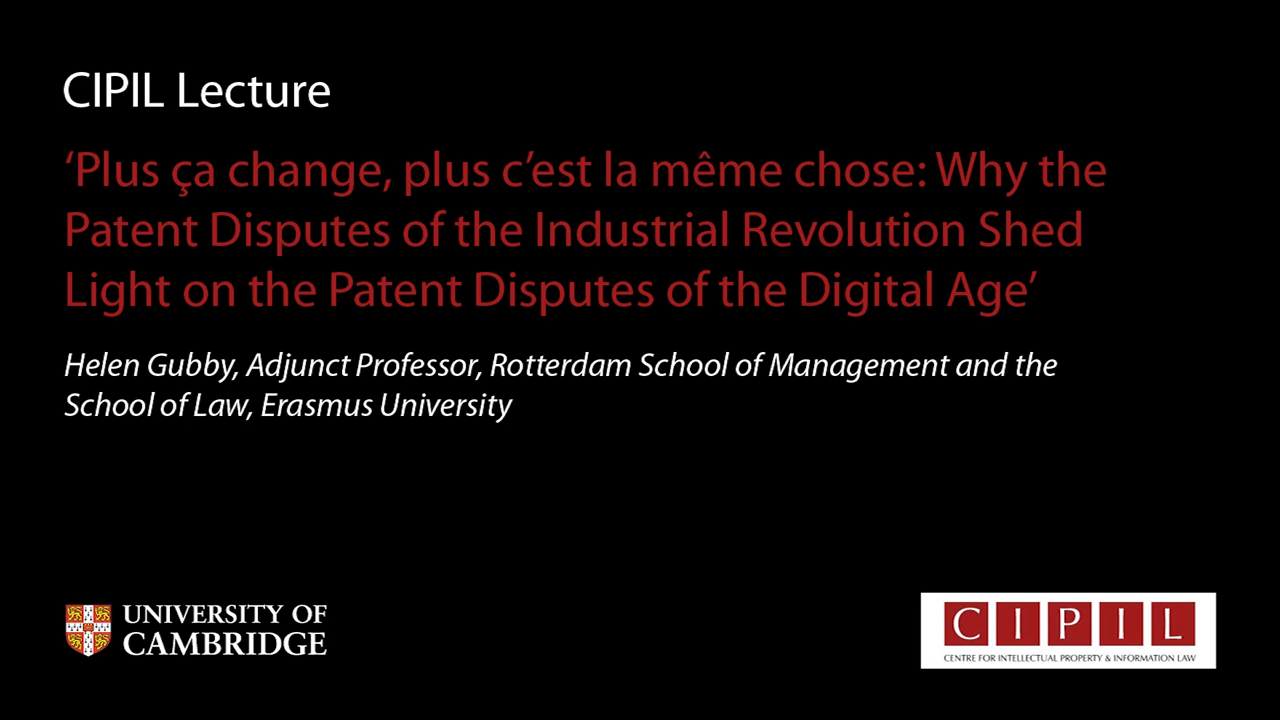 CIPIL Lecture
‘Plus ça change, plus c’est la même chose: Why the
Patent Disputes of the Industrial Revolution Shed
Light on the Patent Disputes of the Digital Age’
Helen Gubby, Adjunct Professor, Rotterdam School of Management and the
School of Law, Erasmus University
UNIVERSITY OF
CAMBRIDGE
CIPIL
CENTRE FOR INTELLECTUAL PROPERTY & INFORMATION LAW